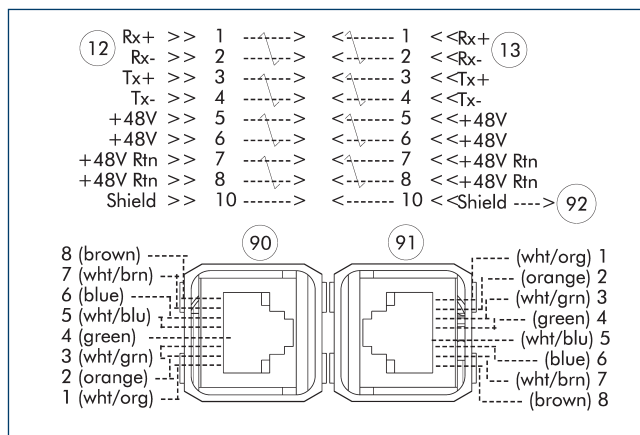 12 Rx+ >> 1 ------> <------ 1 <<Rx+ 13
Rx- >> 2 ------> <------ 2 <<Rx-
Tx+ >> 3 ------> <------ 3 <<Tx+
Tx- >> 4 ------> <------ 4 <<Tx-
+48V >> 5 ------> <------ 5 <<+48V
+48V >> 6 ------> <------ 6 <<+48V
+48V Rtn >> 7 ------> <------ 7 <<+48V Rtn
+48V Rtn >> 8 ------> <------ 8 <<+48V Rtn
Shield >> 10 ------> <------ 10 <<Shield ----> 92
90 91
8 (brown)
7 (wht/brn)
6 (blue)
5 (wht/blu)
4 (green)
3 (wht/grn)
2 (orange)
1 (wht/org)
(wht/org) 1
(orange) 2
(wht/grn) 3
(green) 4
(wht/blu) 5
(blue) 6
(wht/brn) 7
(brown) 8